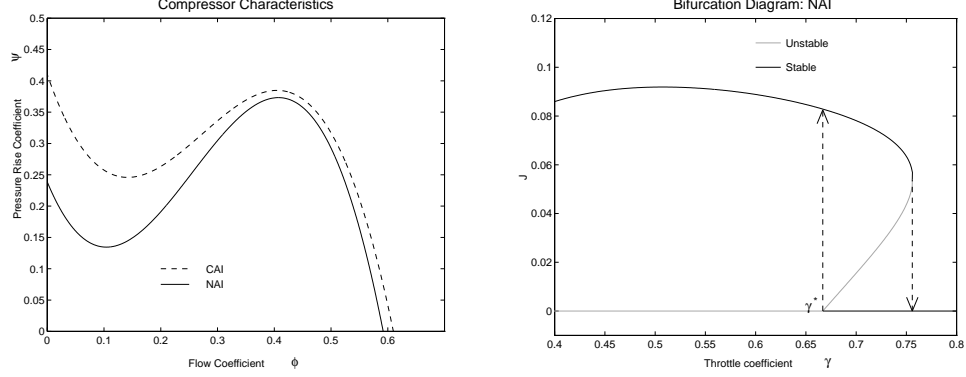 Compressor Characteristics
Pressure Rise Coefficient ψ
0.5
0.45
0.4
0.35
0.3
0.25
0.2
0.15
0.1
0.05
0
CAI
NAI
0 0.1 0.2 0.3 0.4 0.5 0.6
Flow Coefficient ϕ
Bifurcation Diagram: NAI
J
0.12
0.1
0.08
0.06
0.04
0.02
0
Unstable
Stable
γ*
0.4 0.45 0.5 0.55 0.6 0.65 0.7 0.75 0.8
Throttle coefficient γ